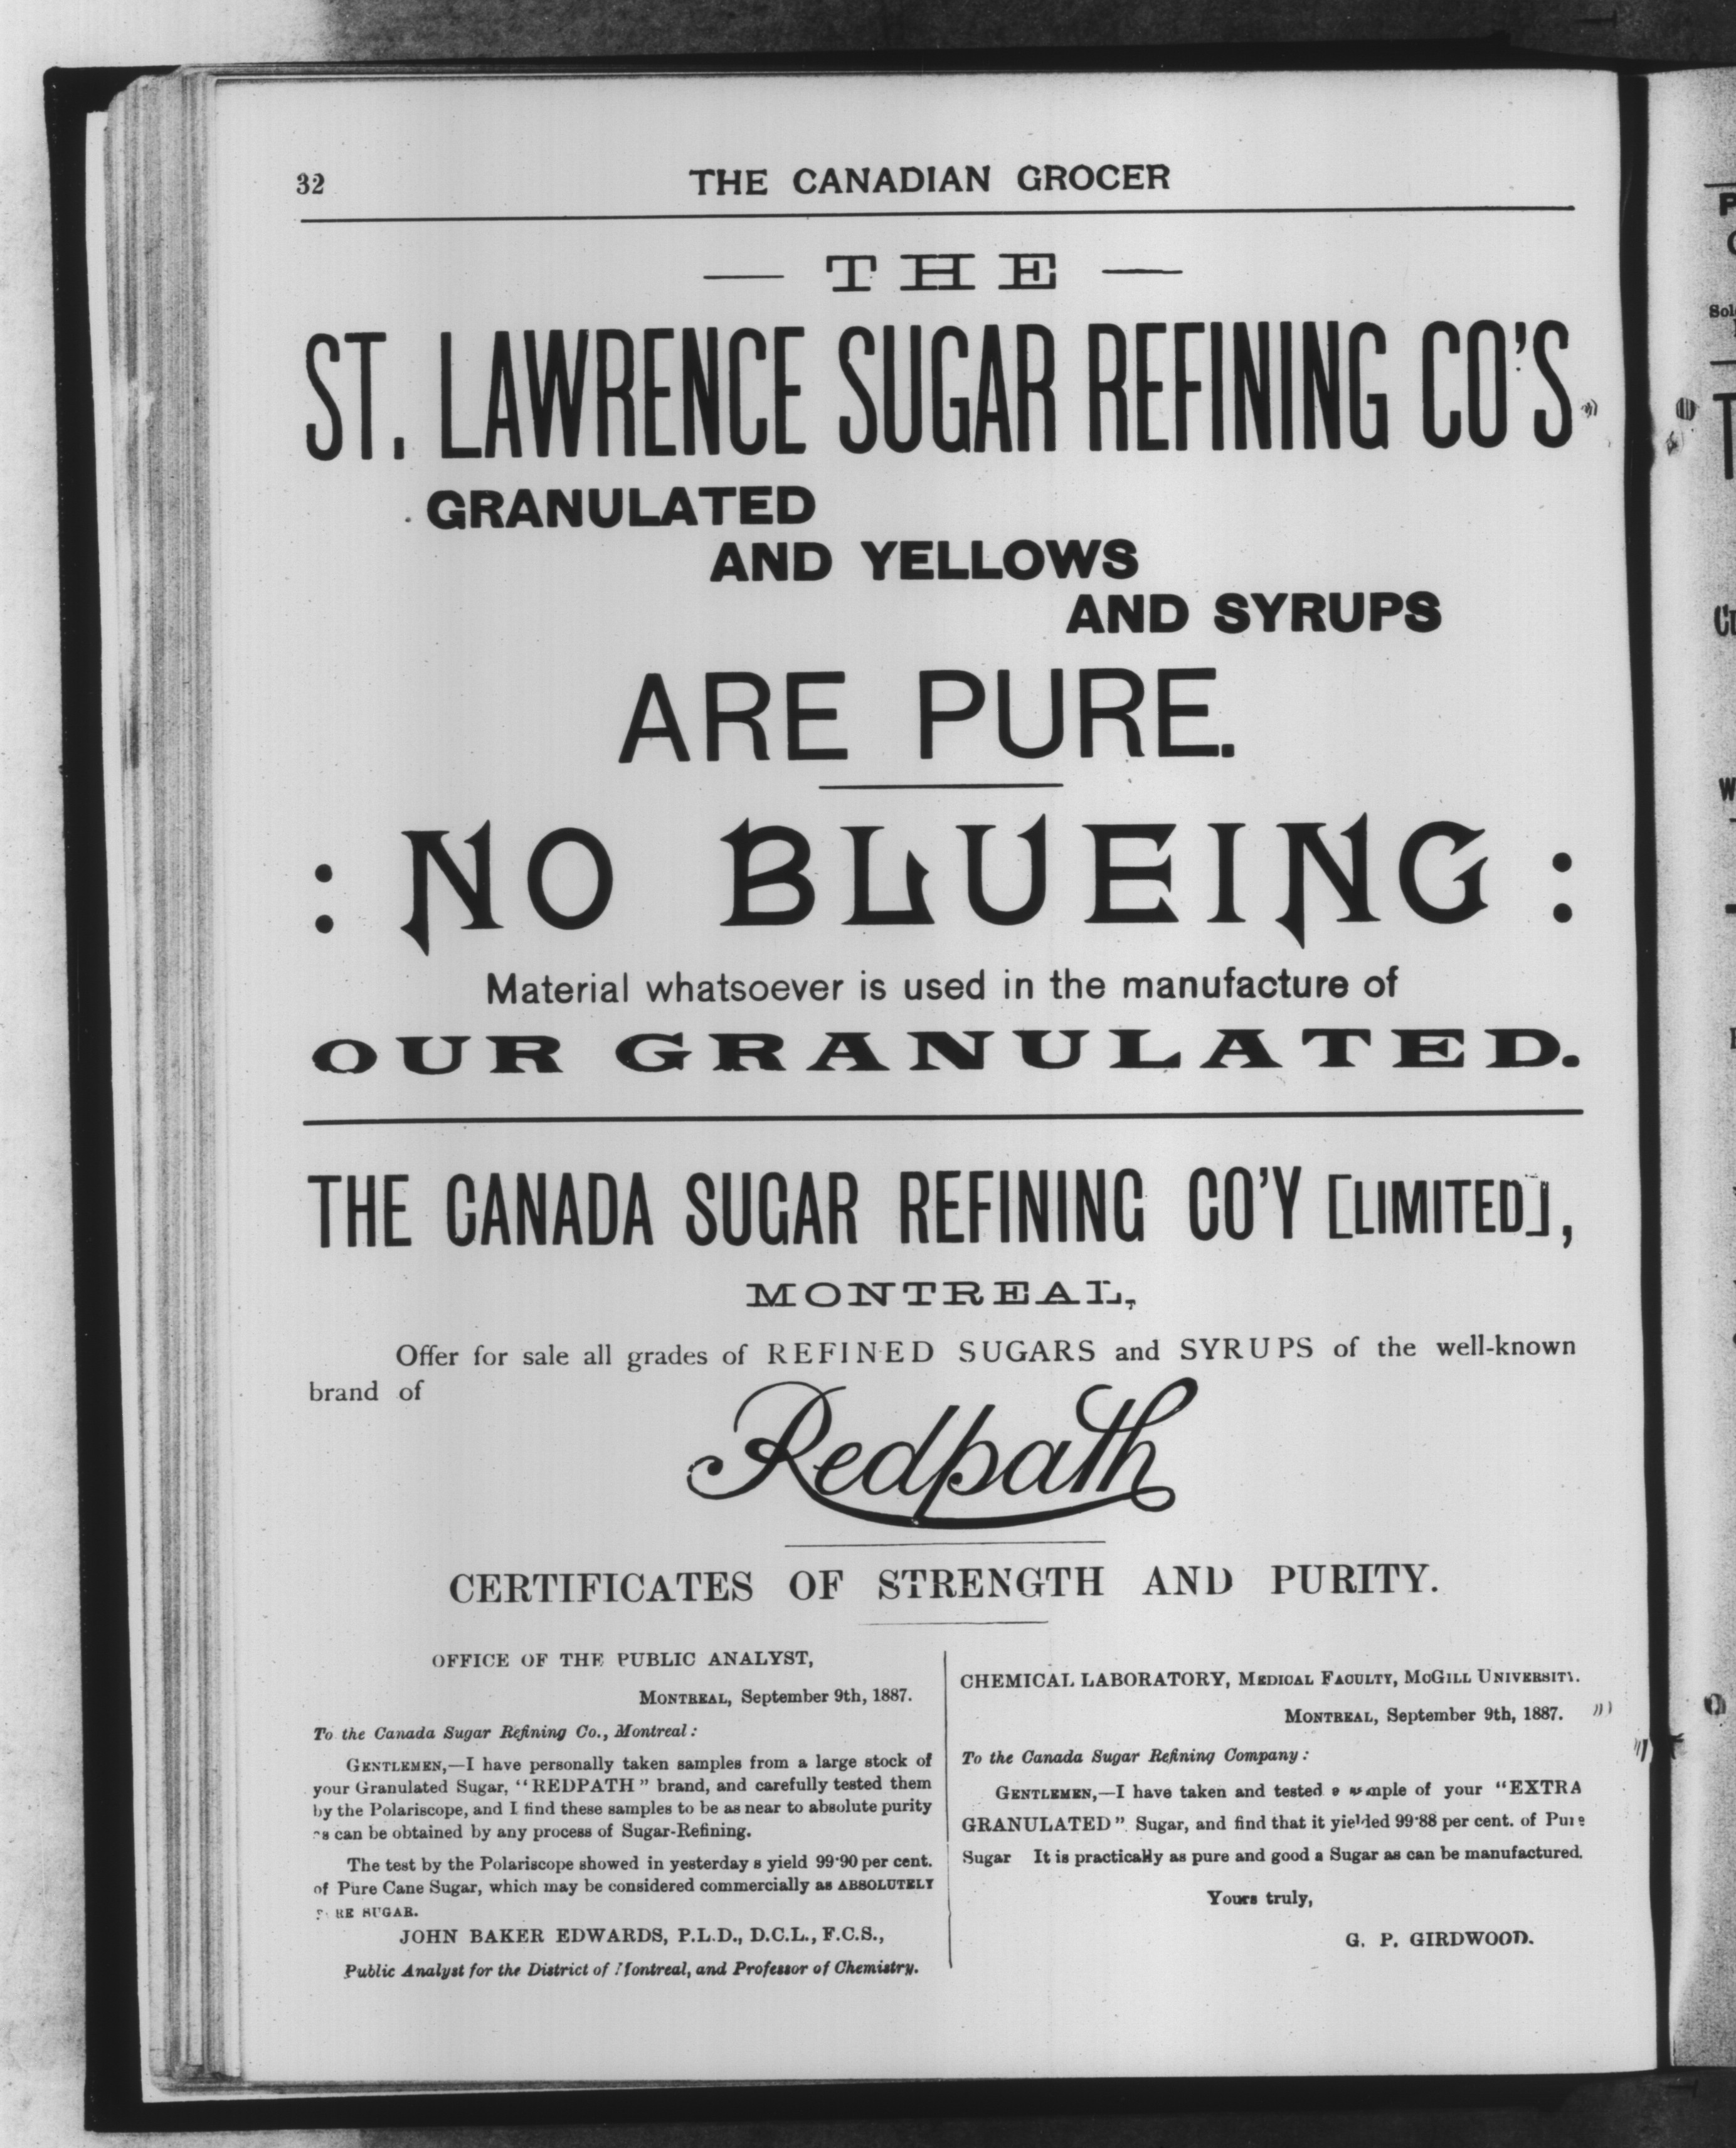 32
THE CANADIAN GROCER
— THE —
ST. LAWRENCE SUGAR REFINING CO'S
GRANULATED
AND YELLOWS
AND SYRUPS
ARE PURE.
: NO BLUEING :
Material whatsoever is used in the manufacture of
OUR GRANULATED.
THE CANADA SUGAR REFINING CO'Y [LIMITED],
MONTREAL,
Offer for sale all grades of REFINED SUGARS and SYRUPS of the well-known
brand of
Redpath
CERTIFICATES OF STRENGTH AND PURITY.
OFFICE OF THE PUBLIC ANALYST,
MONTREAL, September 9th, 1887.
To the Canada Sugar Refining Co., Montreal:
GENTLEMEN,—I have personally taken samples from a large stock of
your Granulated Sugar, "REDPATH" brand, and carefully tested them
by the Polariscope, and I find these samples to be as near to absolute purity
as can be obtained by any process of Sugar-Refining.
The test by the Polariscope showed in yesterday s yield 99·90 per cent.
of Pure Cane Sugar, which may be considered commercially as ABSOLUTELY
PURE SUGAR.
JOHN BAKER EDWARDS, P.L.D., D.C.L., F.C.S.,
Public Analyst for the District of Montreal, and Professor of Chemistry.
CHEMICAL LABORATORY, MEDICAL FACULTY, MCGILL UNIVERSITY.
MONTREAL, September 9th, 1887.
To the Canada Sugar Refining Company:
GENTLEMEN,—I have taken and tested a sample of your "EXTRA
GRANULATED" Sugar, and find that it yielded 99·88 per cent. of Pure
Sugar It is practically as pure and good a Sugar as can be manufactured.
Yours truly,
G. P. GIRDWOOD.